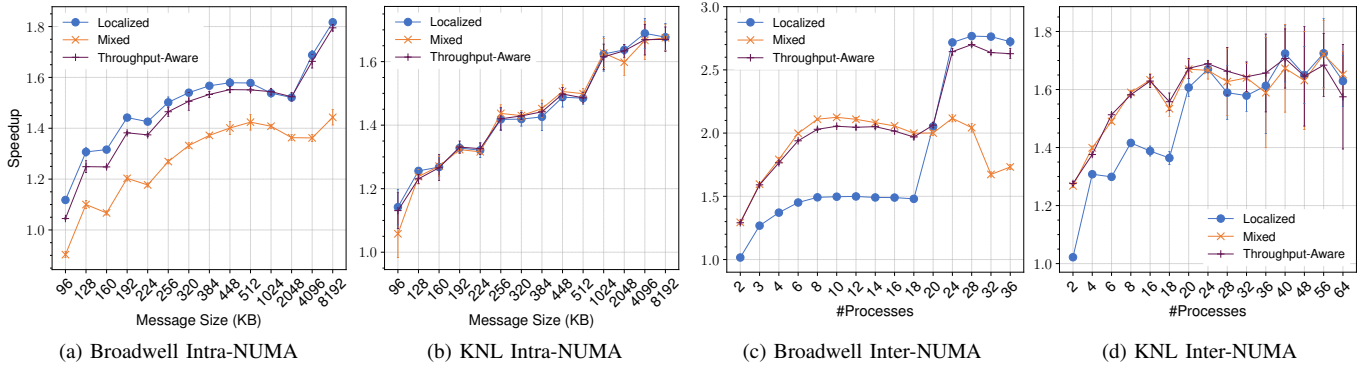 Speedup
1.8
1.6
1.4
1.2
1.0
Localized
Mixed
Throughput-Aware
96 128 160 192 224 256 320 384 448 512 1024 2048 4096 8192
Message Size (KB)
(a) Broadwell Intra-NUMA
1.6
1.4
1.2
1.0
Localized
Mixed
Throughput-Aware
96 128 160 192 224 256 320 384 448 512 1024 2048 4096 8192
Message Size (KB)
(b) KNL Intra-NUMA
3.0
2.5
2.0
1.5
1.0
Localized
Mixed
Throughput-Aware
2 3 4 6 8 10 12 14 16 18 20 24 28 32 36
#Processes
(c) Broadwell Inter-NUMA
1.8
1.6
1.4
1.2
1.0
Localized
Mixed
Throughput-Aware
2 4 6 8 12 16 18 20 24 28 32 36 40 48 56 64
#Processes
(d) KNL Inter-NUMA